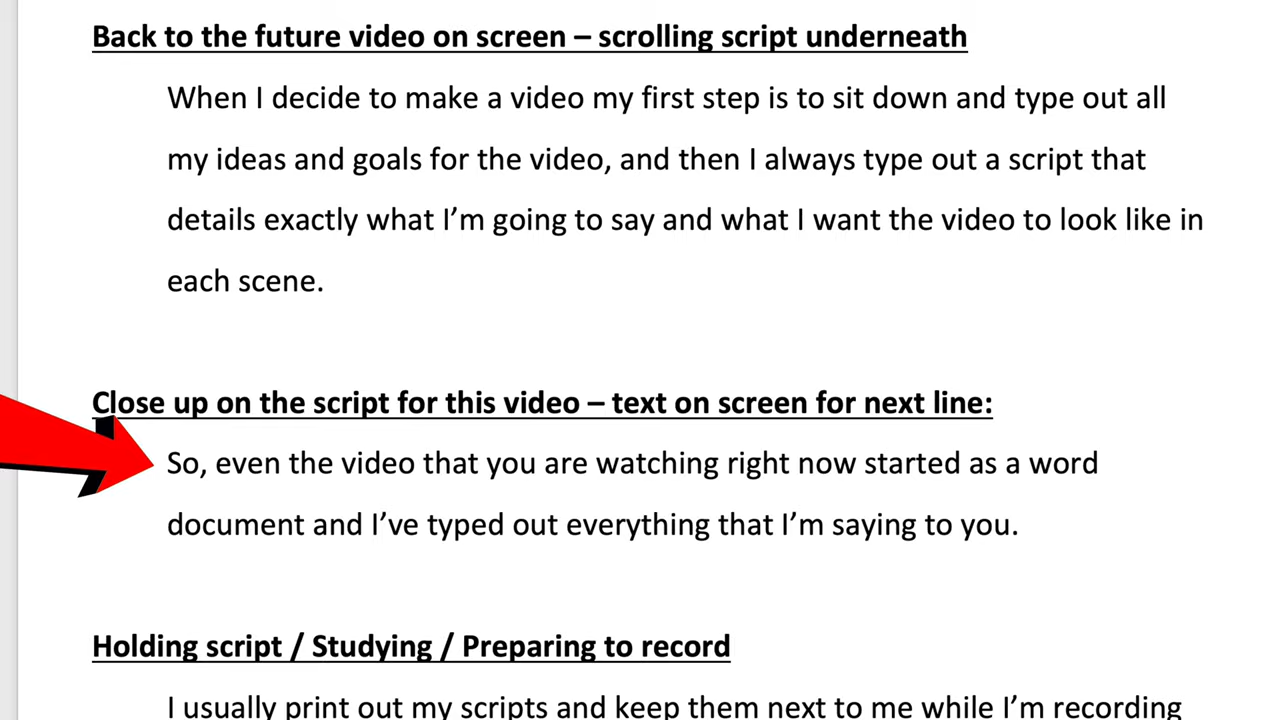 Back to the future video on screen – scrolling script underneath
When I decide to make a video my first step is to sit down and type out all
my ideas and goals for the video, and then I always type out a script that
details exactly what I’m going to say and what I want the video to look like in
each scene.
Close up on the script for this video – text on screen for next line:
So, even the video that you are watching right now started as a word
document and I’ve typed out everything that I’m saying to you.
Holding script / Studying / Preparing to record
I usually print out my scripts and keep them next to me while I’m recording